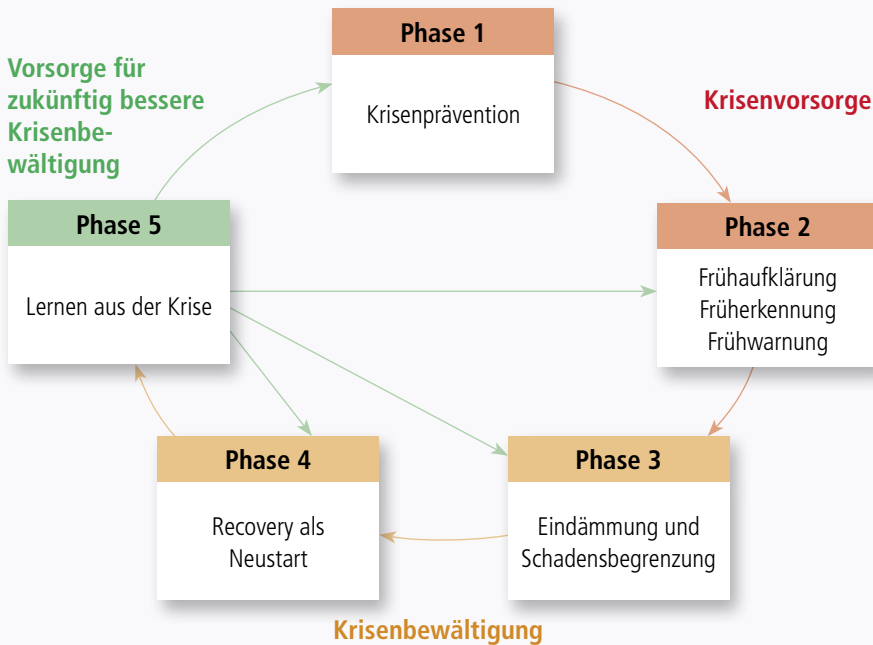 Phase 1
Krisenprävention
Vorsorge für
zukünftig bessere
Krisenbe-
wältigung
Krisenvorsorge
Phase 5
Lernen aus der Krise
Phase 2
Frühaufklärung
Früherkennung
Frühwarnung
Phase 4
Recovery als
Neustart
Phase 3
Eindämmung und
Schadensbegrenzung
Krisenbewältigung